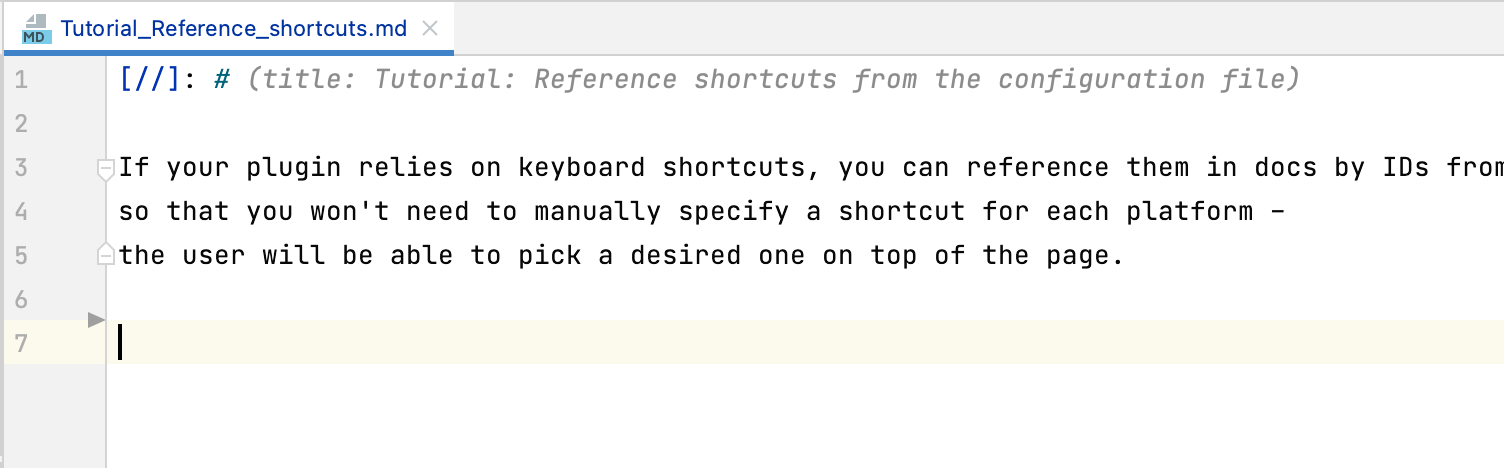 MD Tutorial_Reference_shortcuts.md
1 [//]: # (title: Tutorial: Reference shortcuts from the configuration file)
2
3 If your plugin relies on keyboard shortcuts, you can reference them in docs by IDs from
4 so that you won't need to manually specify a shortcut for each platform –
5 the user will be able to pick a desired one on top of the page.
6
7